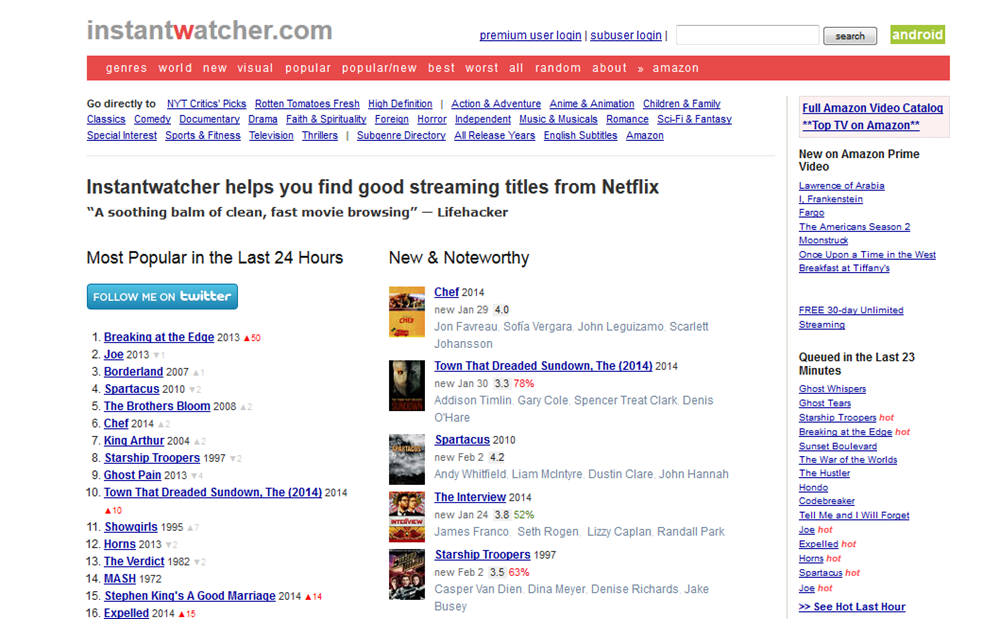 instantwatcher.com
premium user login | subuser login |
search
android
genres world new visual popular popular/new best worst all random about » amazon
Go directly to NYT Critics' Picks Rotten Tomatoes Fresh High Definition | Action & Adventure Anime & Animation Children & Family
Classics Comedy Documentary Drama Faith & Spirituality Foreign Horror Independent Music & Musicals Romance Sci-Fi & Fantasy
Special Interest Sports & Fitness Television Thrillers | Subgenre Directory All Release Years English Subtitles Amazon
Instantwatcher helps you find good streaming titles from Netflix
“A soothing balm of clean, fast movie browsing” — Lifehacker
Most Popular in the Last 24 Hours
FOLLOW ME ON twitter
1. Breaking at the Edge 2013 ▲50
2. Joe 2013 ▼1
3. Borderland 2007 ▲1
4. Spartacus 2010 ▼2
5. The Brothers Bloom 2008 ▲2
6. Chef 2014 ▲2
7. King Arthur 2004 ▲2
8. Starship Troopers 1997 ▼2
9. Ghost Pain 2013 ▼4
10. Town That Dreaded Sundown, The (2014) 2014
▲10
11. Showgirls 1995 ▲7
12. Horns 2013 ▼2
13. The Verdict 1982 ▼2
14. MASH 1972
15. Stephen King's A Good Marriage 2014 ▲14
16. Expelled 2014 ▲15
New & Noteworthy
CHEF
Chef 2014
new Jan 29 4.0
Jon Favreau, Sofía Vergara, John Leguizamo, Scarlett
Johansson
SUNDOWN
Town That Dreaded Sundown, The (2014) 2014
new Jan 30 3.3 78%
Addison Timlin, Gary Cole, Spencer Treat Clark, Denis
O'Hare
SPARTACUS
Spartacus 2010
new Feb 2 4.2
Andy Whitfield, Liam McIntyre, Dustin Clare, John Hannah
INTERVIEW
The Interview 2014
new Jan 24 3.8 52%
James Franco, Seth Rogen, Lizzy Caplan, Randall Park
Starship Troopers 1997
new Feb 2 3.5 63%
Casper Van Dien, Dina Meyer, Denise Richards, Jake
Busey
Full Amazon Video Catalog
**Top TV on Amazon**
New on Amazon Prime
Video
Lawrence of Arabia
I, Frankenstein
Fargo
The Americans Season 2
Moonstruck
Once Upon a Time in the West
Breakfast at Tiffany's
FREE 30-day Unlimited
Streaming
Queued in the Last 23
Minutes
Ghost Whispers
Ghost Tears
Starship Troopers hot
Breaking at the Edge hot
Sunset Boulevard
The War of the Worlds
The Hustler
Hondo
Codebreaker
Tell Me and I Will Forget
Joe hot
Expelled hot
Horns hot
Spartacus hot
Joe hot
>> See Hot Last Hour